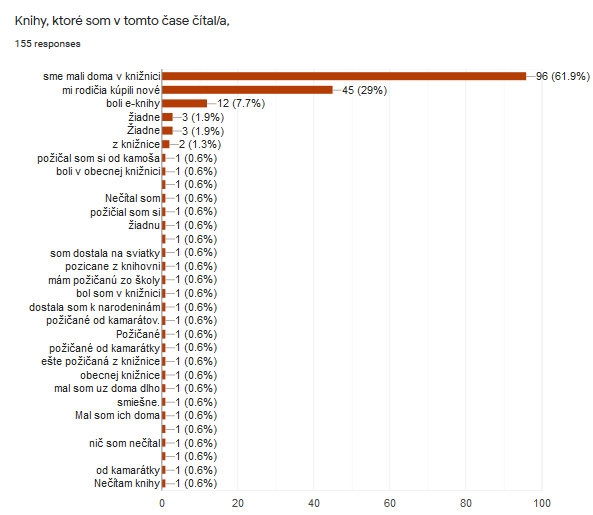 Knihy, ktoré som v tomto čase čítal/a,
155 responses
sme mali doma v knižnici 96 (61.9%)
mi rodičia kúpili nové 45 (29%)
boli e-knihy 12 (7.7%)
žiadne 3 (1.9%)
Žiadne 3 (1.9%)
z knižnice 2 (1.3%)
požičal som si od kamoša 1 (0.6%)
boli v obecnej knižnici 1 (0.6%)
1 (0.6%)
Nečítal som 1 (0.6%)
požičial som si 1 (0.6%)
žiadnu 1 (0.6%)
1 (0.6%)
som dostala na sviatky 1 (0.6%)
pozicane z knihovni 1 (0.6%)
mám požičanú zo školy 1 (0.6%)
bol som v knižnici 1 (0.6%)
dostala som k narodeninám 1 (0.6%)
požičané od kamarátov. 1 (0.6%)
Požičané 1 (0.6%)
požičané od kamarátky 1 (0.6%)
ešte požičaná z knižnice 1 (0.6%)
obecnej knižnice 1 (0.6%)
mal som uz doma dlho 1 (0.6%)
smiešne. 1 (0.6%)
Mal som ich doma 1 (0.6%)
1 (0.6%)
nič som nečítal 1 (0.6%)
1 (0.6%)
od kamarátky 1 (0.6%)
Nečítam knihy 1 (0.6%)
0 20 40 60 80 100